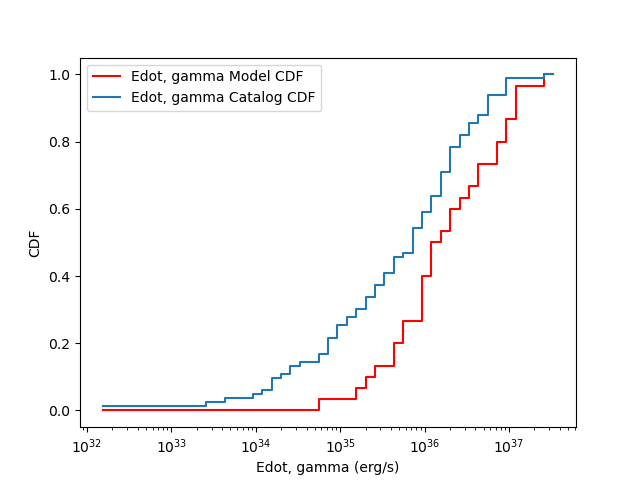 Edot, gamma Model CDF
Edot, gamma Catalog CDF
1.0
0.8
0.6
0.4
0.2
0.0
CDF
10^32 10^33 10^34 10^35 10^36 10^37
Edot, gamma (erg/s)